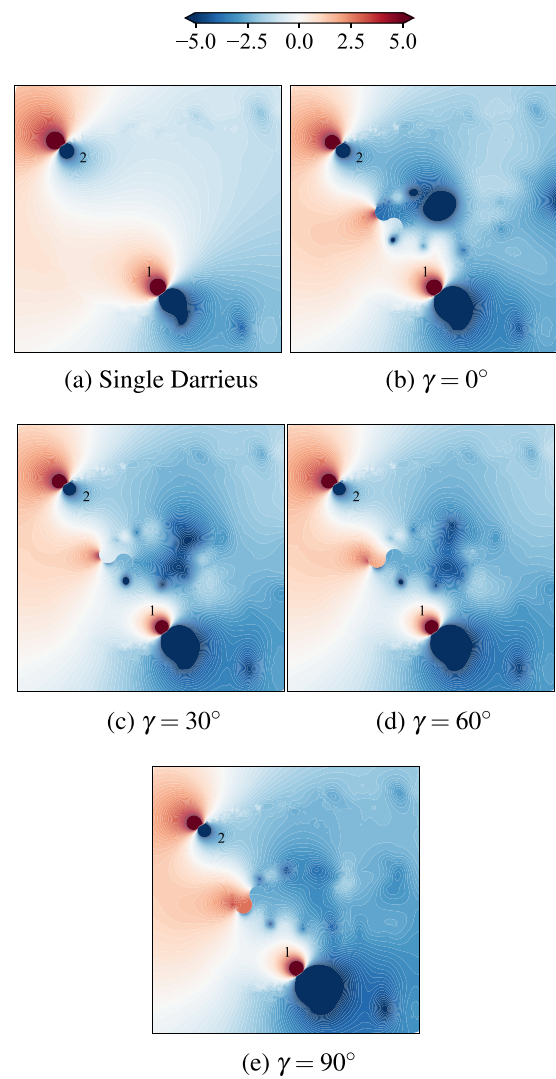 −5.0 −2.5 0.0 2.5 5.0
2
1
2
1
(a) Single Darrieus
(b) γ = 0°
2
1
2
1
(c) γ = 30°
(d) γ = 60°
2
1
(e) γ = 90°